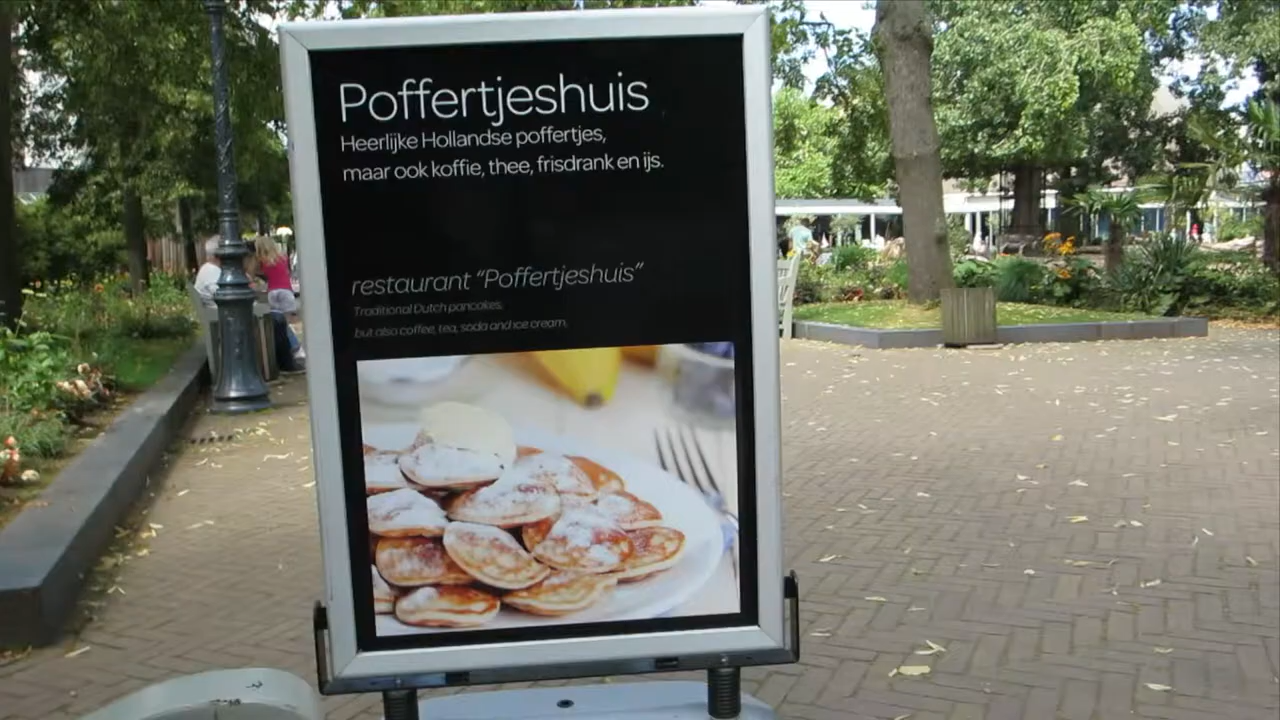 Poffertjeshuis
Heerlijke Hollandse poffertjes,
maar ook koffie, thee, frisdrank en ijs.
restaurant “Poffertjeshuis”
Traditional Dutch pancakes,
but also coffee, tea, soda and ice cream.